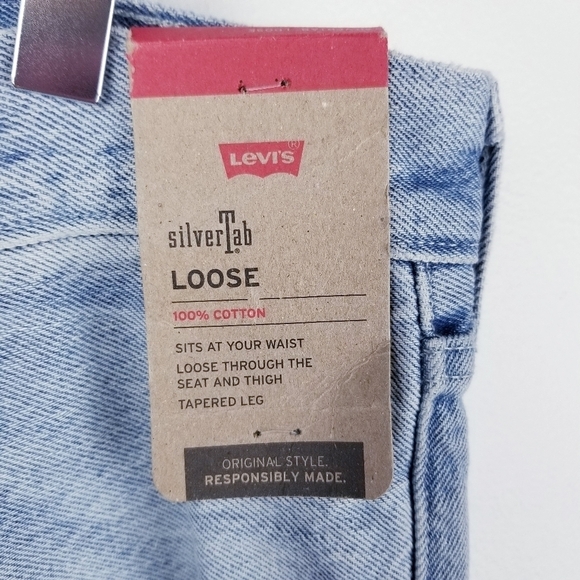 Levi's®
silverTab®
LOOSE
100% COTTON
SITS AT YOUR WAIST
LOOSE THROUGH THE
SEAT AND THIGH
TAPERED LEG
ORIGINAL STYLE.
RESPONSIBLY MADE.